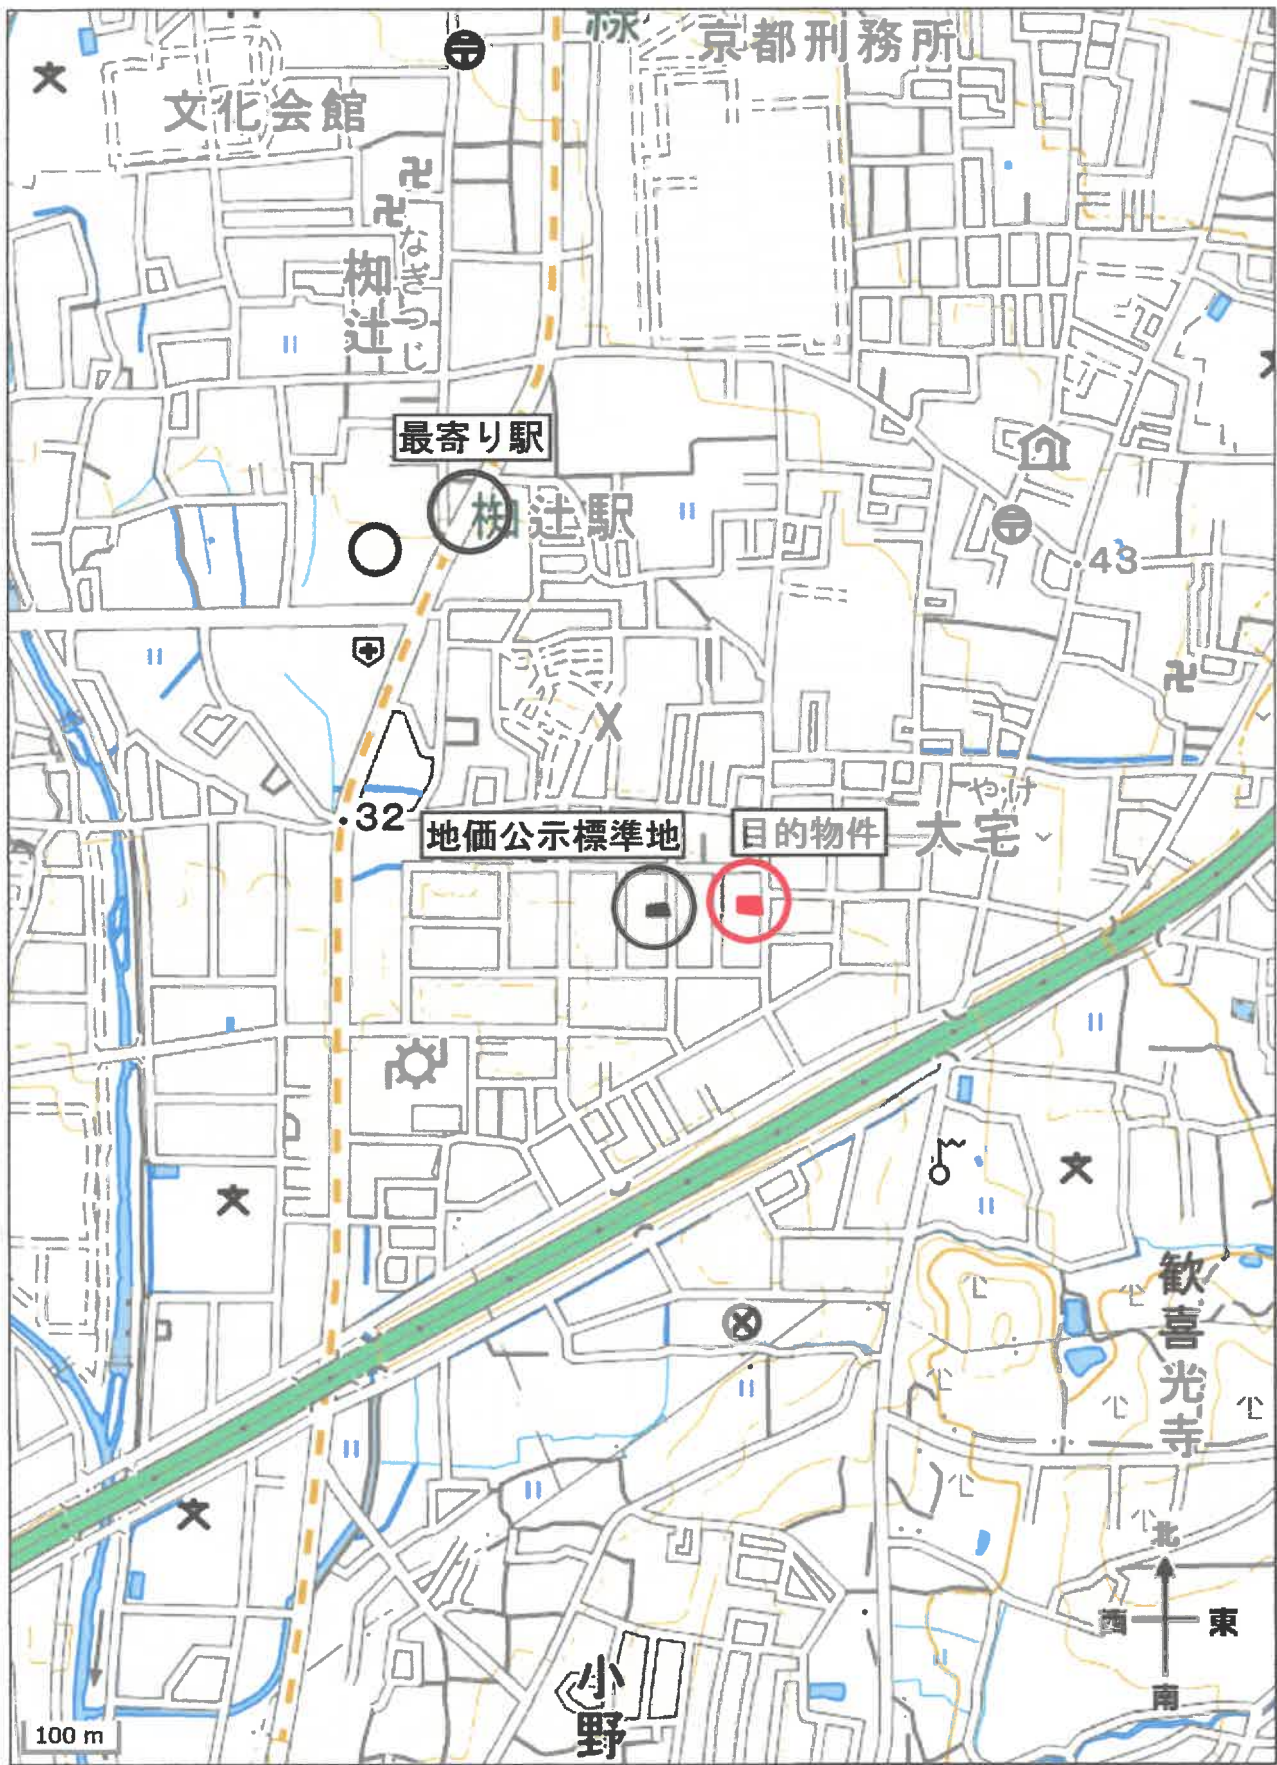 緑
京都刑務所
文化会館
なぎつじ
椥辻
最寄り駅
椥辻駅
43
32
地価公示標準地
目的物件
大宅
やけ
歓喜光寺
北
西
東
南
小野
100 m